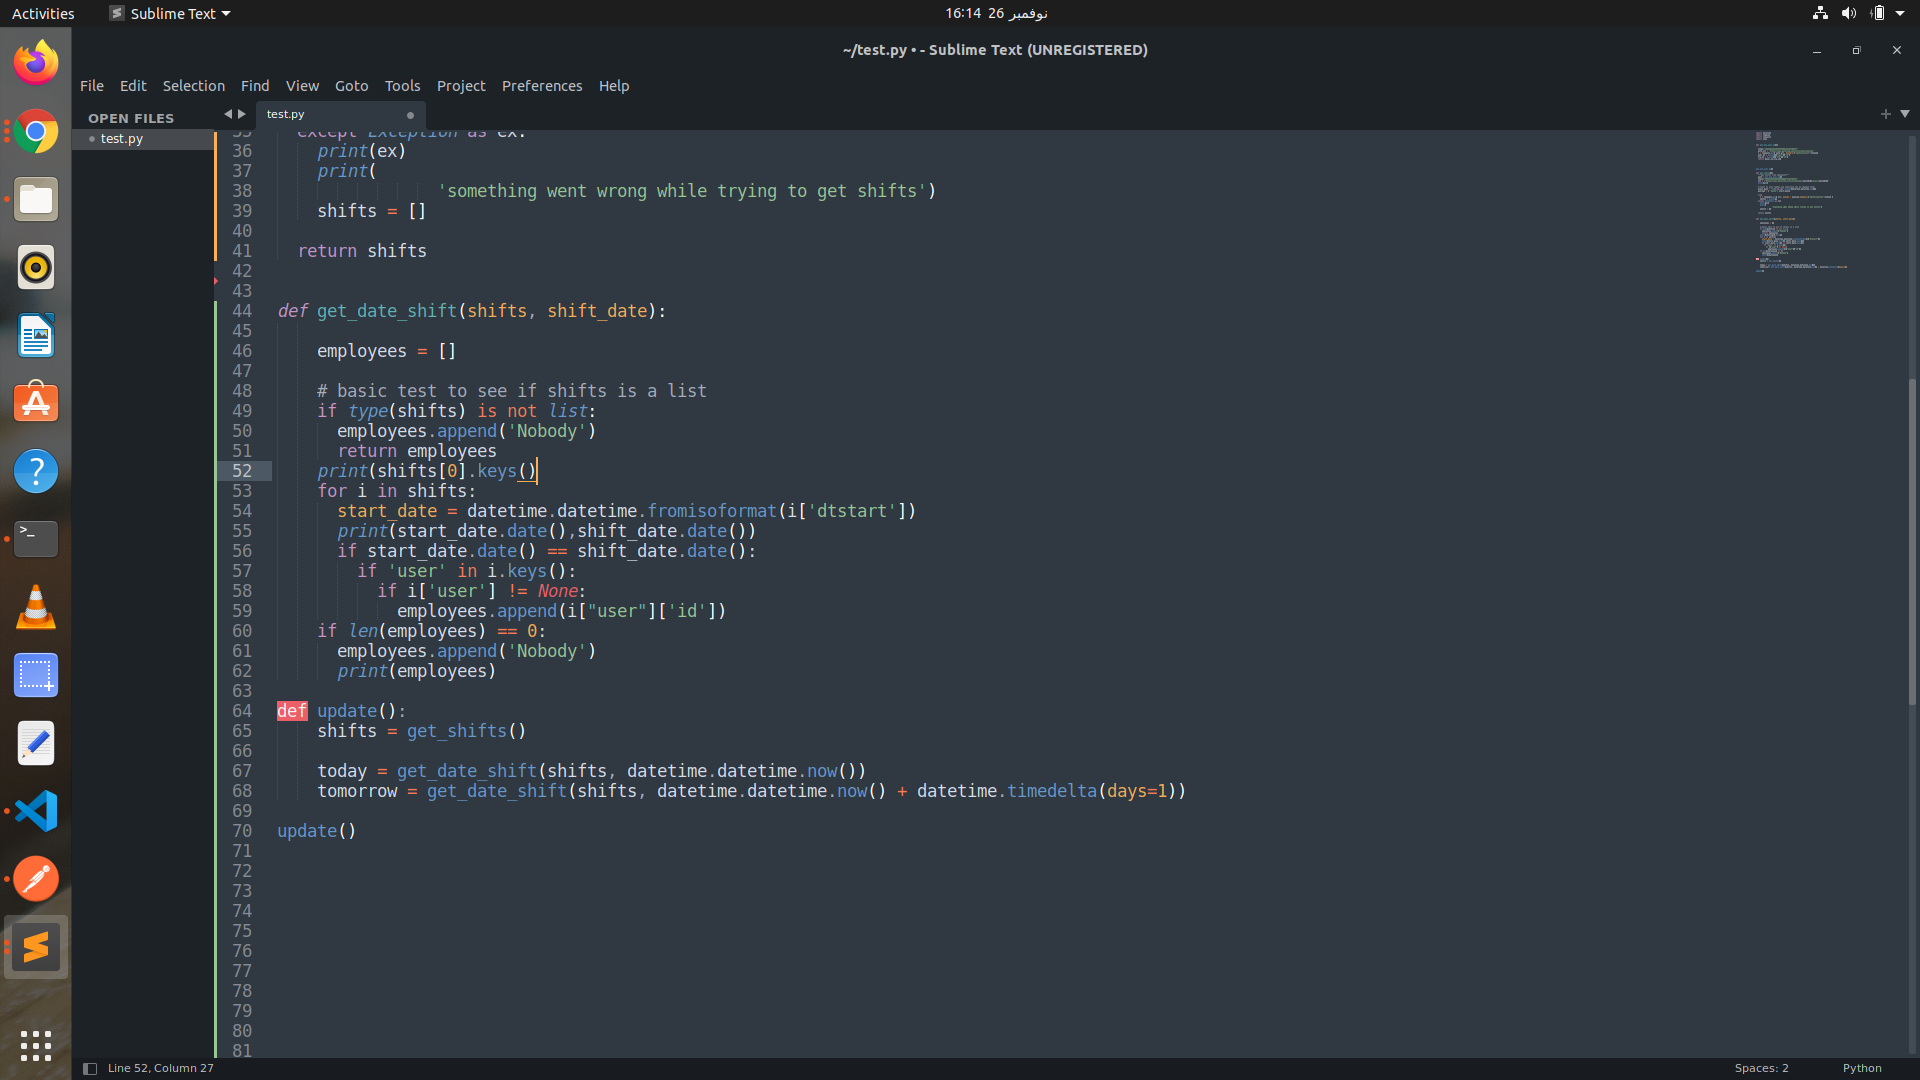 Activities
Sublime Text
نوفمبر 26  16:14
~/test.py • - Sublime Text (UNREGISTERED)
File Edit Selection Find View Goto Tools Project Preferences Help
OPEN FILES
test.py
test.py
35   except Exception as ex:
36     print(ex)
37     print(
38                 'something went wrong while trying to get shifts')
39     shifts = []
40
41   return shifts
42
43
44 def get_date_shift(shifts, shift_date):
45
46     employees = []
47
48     # basic test to see if shifts is a list
49     if type(shifts) is not list:
50       employees.append('Nobody')
51       return employees
52     print(shifts[0].keys()
53     for i in shifts:
54       start_date = datetime.datetime.fromisoformat(i['dtstart'])
55       print(start_date.date(),shift_date.date())
56       if start_date.date() == shift_date.date():
57         if 'user' in i.keys():
58           if i['user'] != None:
59             employees.append(i["user"]['id'])
60     if len(employees) == 0:
61       employees.append('Nobody')
62       print(employees)
63
64 def update():
65     shifts = get_shifts()
66
67     today = get_date_shift(shifts, datetime.datetime.now())
68     tomorrow = get_date_shift(shifts, datetime.datetime.now() + datetime.timedelta(days=1))
69
70 update()
71
72
73
74
75
76
77
78
79
80
81
Line 52, Column 27
Spaces: 2
Python